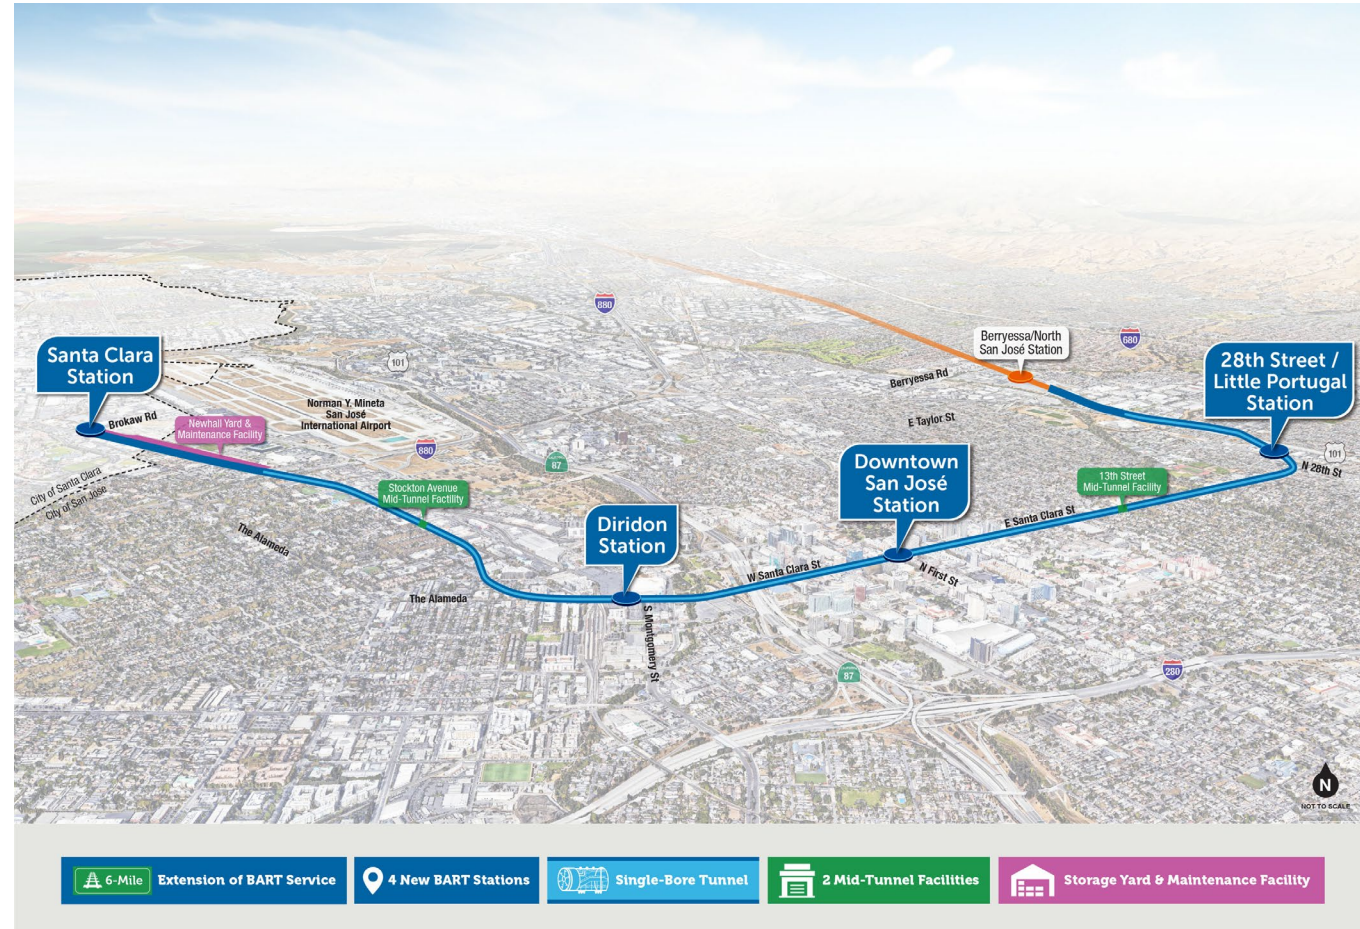 880
Berryessa/North
San José Station
680
Santa Clara
Station
101
28th Street /
Little Portugal
Station
Berryessa Rd
Norman Y. Mineta
San José
International Airport
Brokaw Rd
Newhall Yard &
Maintenance Facility
E Taylor St
880
87
Downtown
San José
Station
101
N 28th St
City of Santa Clara
City of San Jose
Stockton Avenue
Mid-Tunnel Factility
13th Street
Mid-Tunnel Facility
The Alameda
Diridon
Station
E Santa Clara St
W Santa Clara St
N First St
The Alameda
S Montgomery St
87
280
N
NOT TO SCALE
6-Mile Extension of BART Service
4 New BART Stations
Single-Bore Tunnel
2 Mid-Tunnel Facilities
Storage Yard & Maintenance Facility